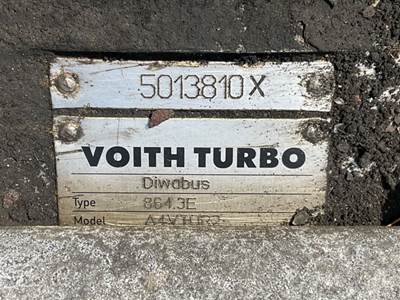 5013810X
VOITH TURBO
Diwabus
Type 864.3E
Model